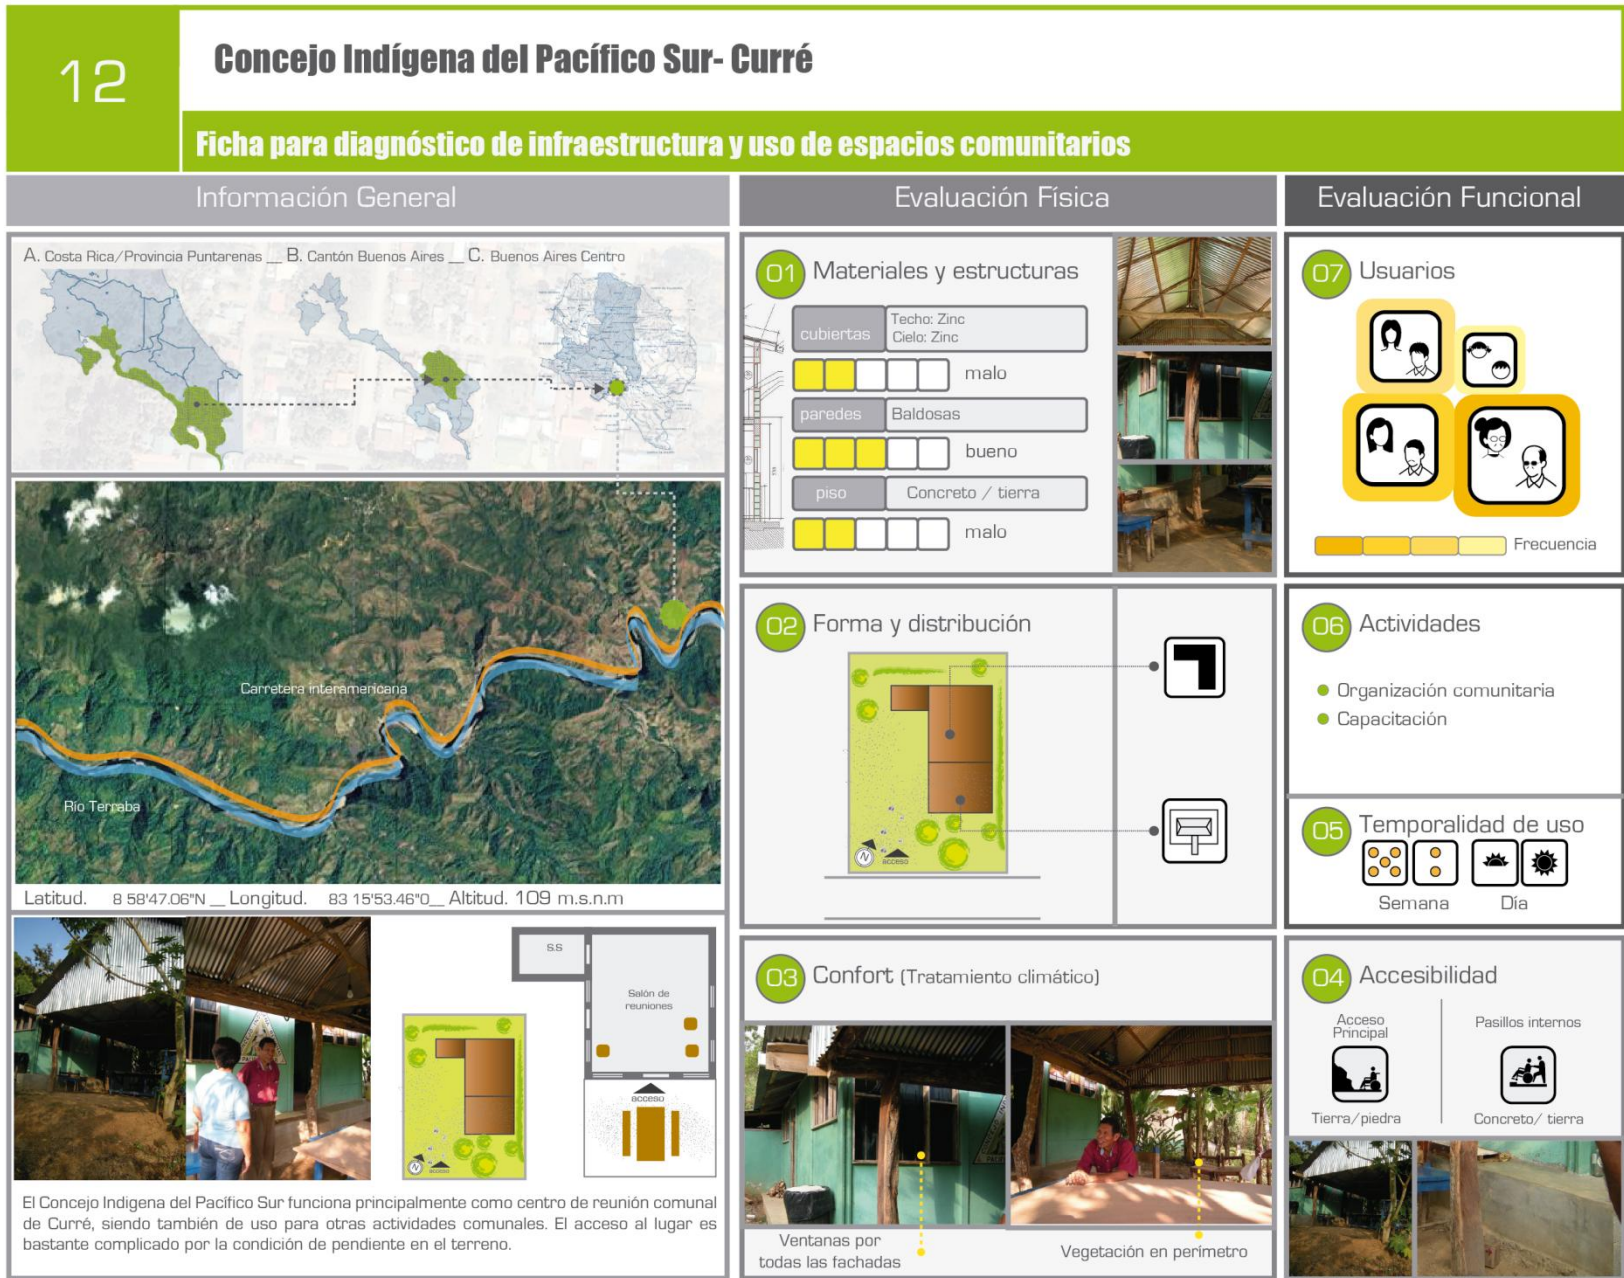 12
Concejo Indígena del Pacífico Sur- Curré
Ficha para diagnóstico de infraestructura y uso de espacios comunitarios
Información General
A. Costa Rica/Provincia Puntarenas __ B. Cantón Buenos Aires __ C. Buenos Aires Centro
Carretera interamericana
Río Terraba
Latitud. 8 58'47.06"N __ Longitud. 83 15'53.46"O__ Altitud. 109 m.s.n.m
S.S
Salón de
reuniones
acceso
N
acceso
El Concejo Indigena del Pacífico Sur funciona principalmente como centro de reunión comunal
de Curré, siendo también de uso para otras actividades comunales. El acceso al lugar es
bastante complicado por la condición de pendiente en el terreno.
Evaluación Física
01 Materiales y estructuras
cubiertas
Techo: Zinc
Cielo: Zinc
malo
paredes Baldosas
bueno
piso Concreto / tierra
malo
02 Forma y distribución
N
acceso
03 Confort (Tratamiento climático)
Ventanas por
todas las fachadas
Vegetación en perímetro
Evaluación Funcional
07 Usuarios
Frecuencia
06 Actividades
Organización comunitaria
Capacitación
05 Temporalidad de uso
Semana Día
04 Accesibilidad
Acceso
Principal
Tierra/piedra
Pasillos internos
Concreto/ tierra